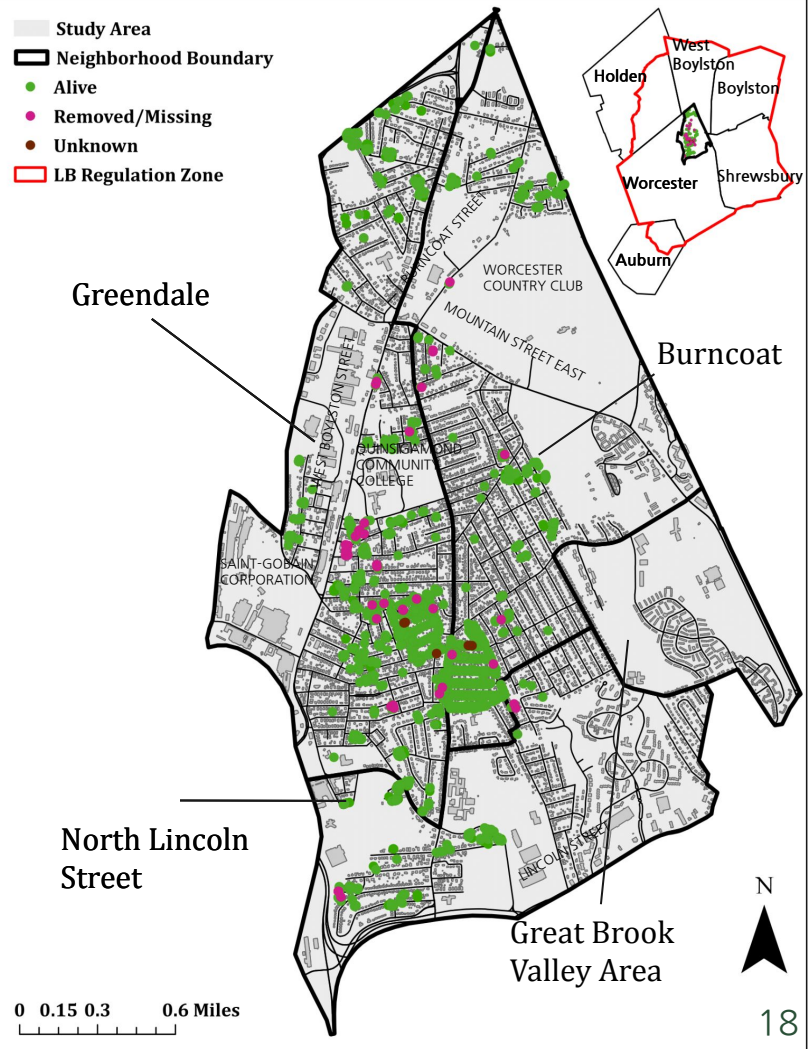 Study Area
Neighborhood Boundary
Alive
Removed/Missing
Unknown
LB Regulation Zone
West
Boylston
Holden
Boylston
Worcester
Shrewsbury
Auburn
BURNCOAT STREET
WORCESTER
COUNTRY CLUB
Greendale
MOUNTAIN STREET EAST
Burncoat
WEST BOYLSTON STREET
QUINSIGAMOND
COMMUNITY
COLLEGE
SAINT-GOBAIN
CORPORATION
North Lincoln
Street
LINCOLN STREET
Great Brook
Valley Area
N
0 0.15 0.3 0.6 Miles
18